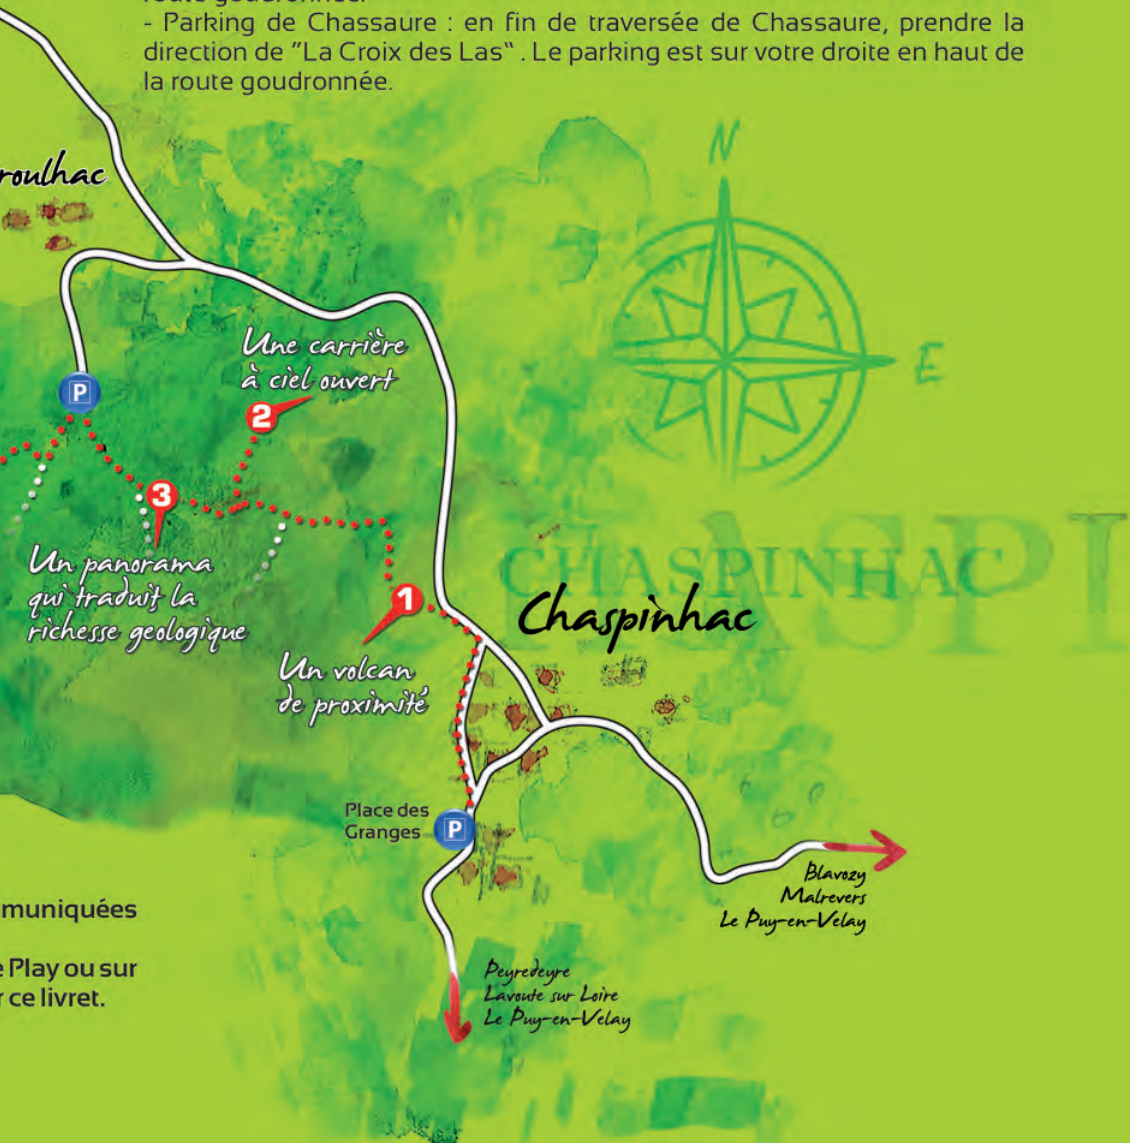 - Parking de Chassaure : en fin de traversée de Chassaure, prendre la
direction de "La Croix des Las" . Le parking est sur votre droite en haut de
la route goudronnée.
N
roulhac
E
P
Une carrière
à ciel ouvert
2
3
Un panorama
qui traduit la
richesse geologique
1
Un volcan
de proximité
CHASPINHAC
ASPI
Chaspinhac
Place des
Granges
P
Blavozy
Malrevers
Le Puy-en-Velay
muniquées
e Play ou sur
r ce livret.
Peyredeyre
Lavoute sur Loire
Le Puy-en-Velay